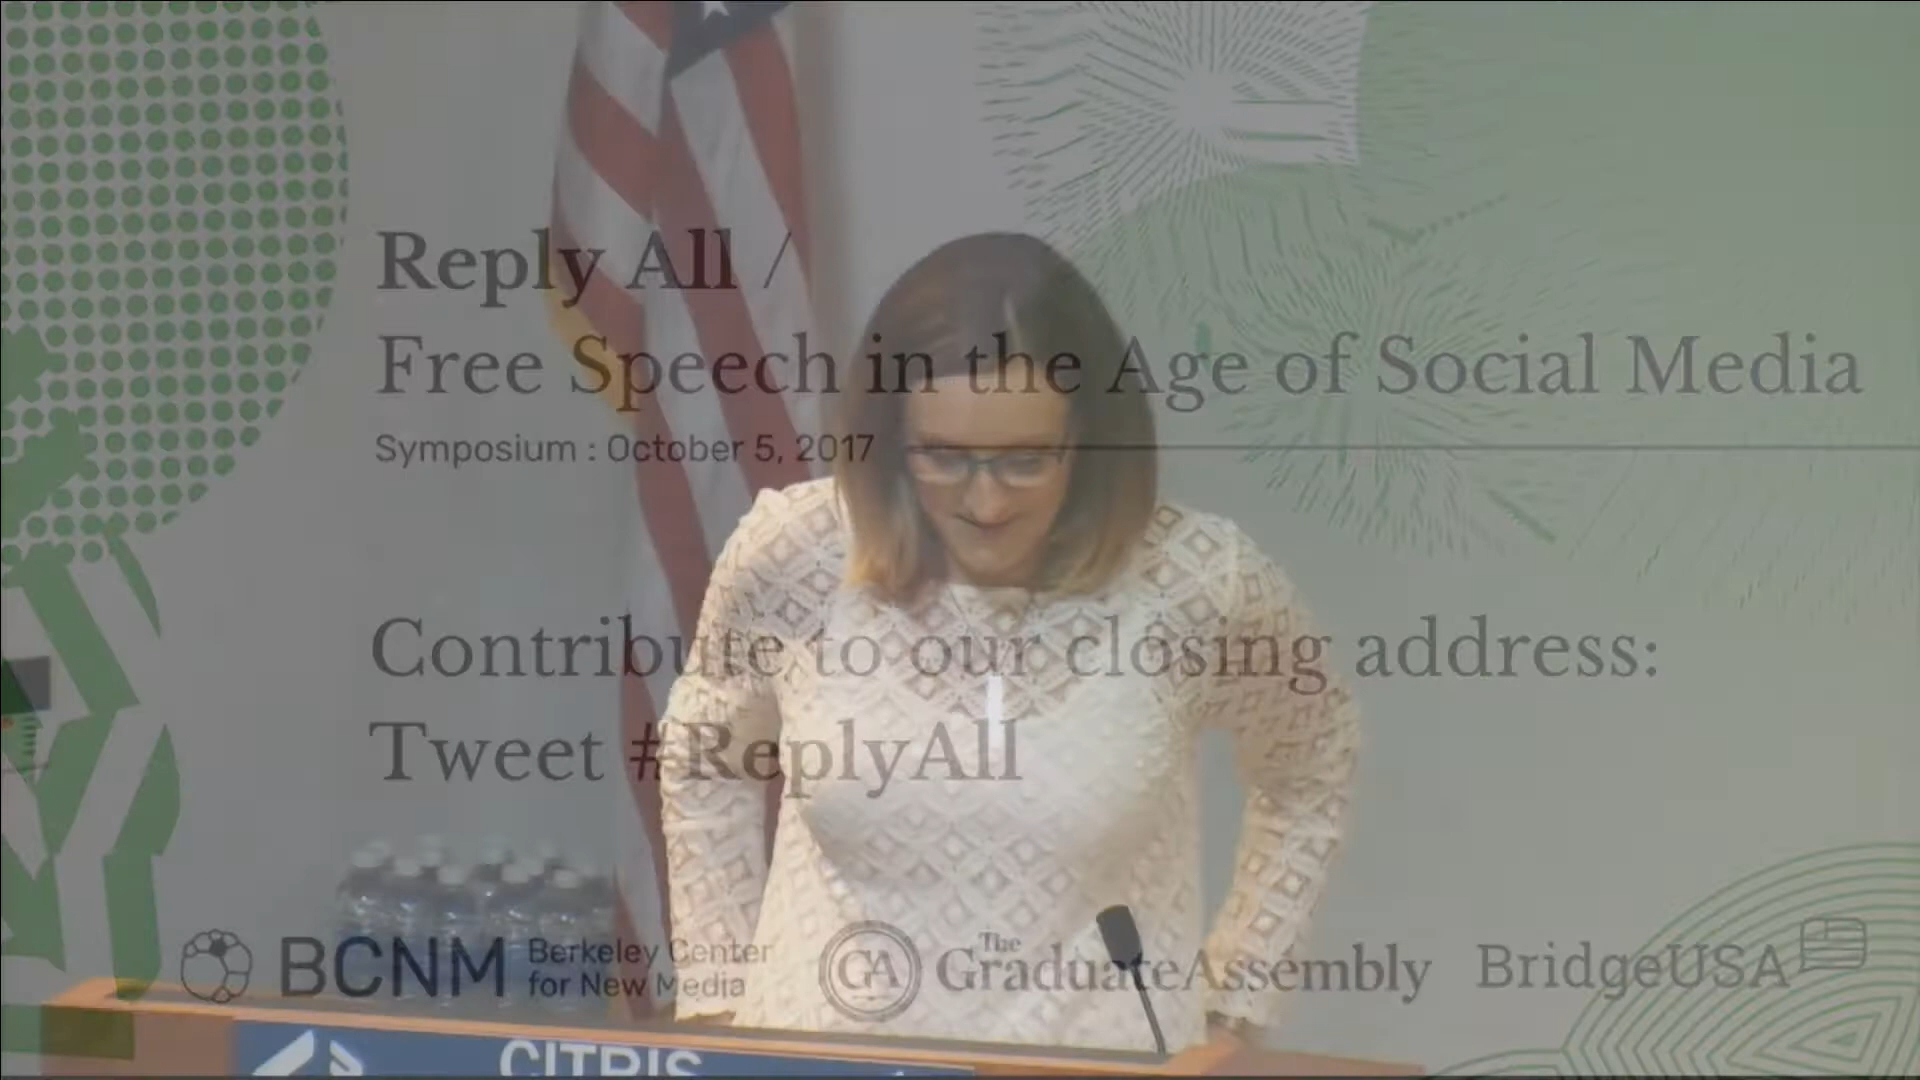 Reply All /
Free Speech in the Age of Social Media
Symposium : October 5, 2017
Contribute to our closing address:
Tweet #ReplyAll
BCNM Berkeley Center
for New Media
GA
The
GraduateAssembly
BridgeUSA
CITRIS